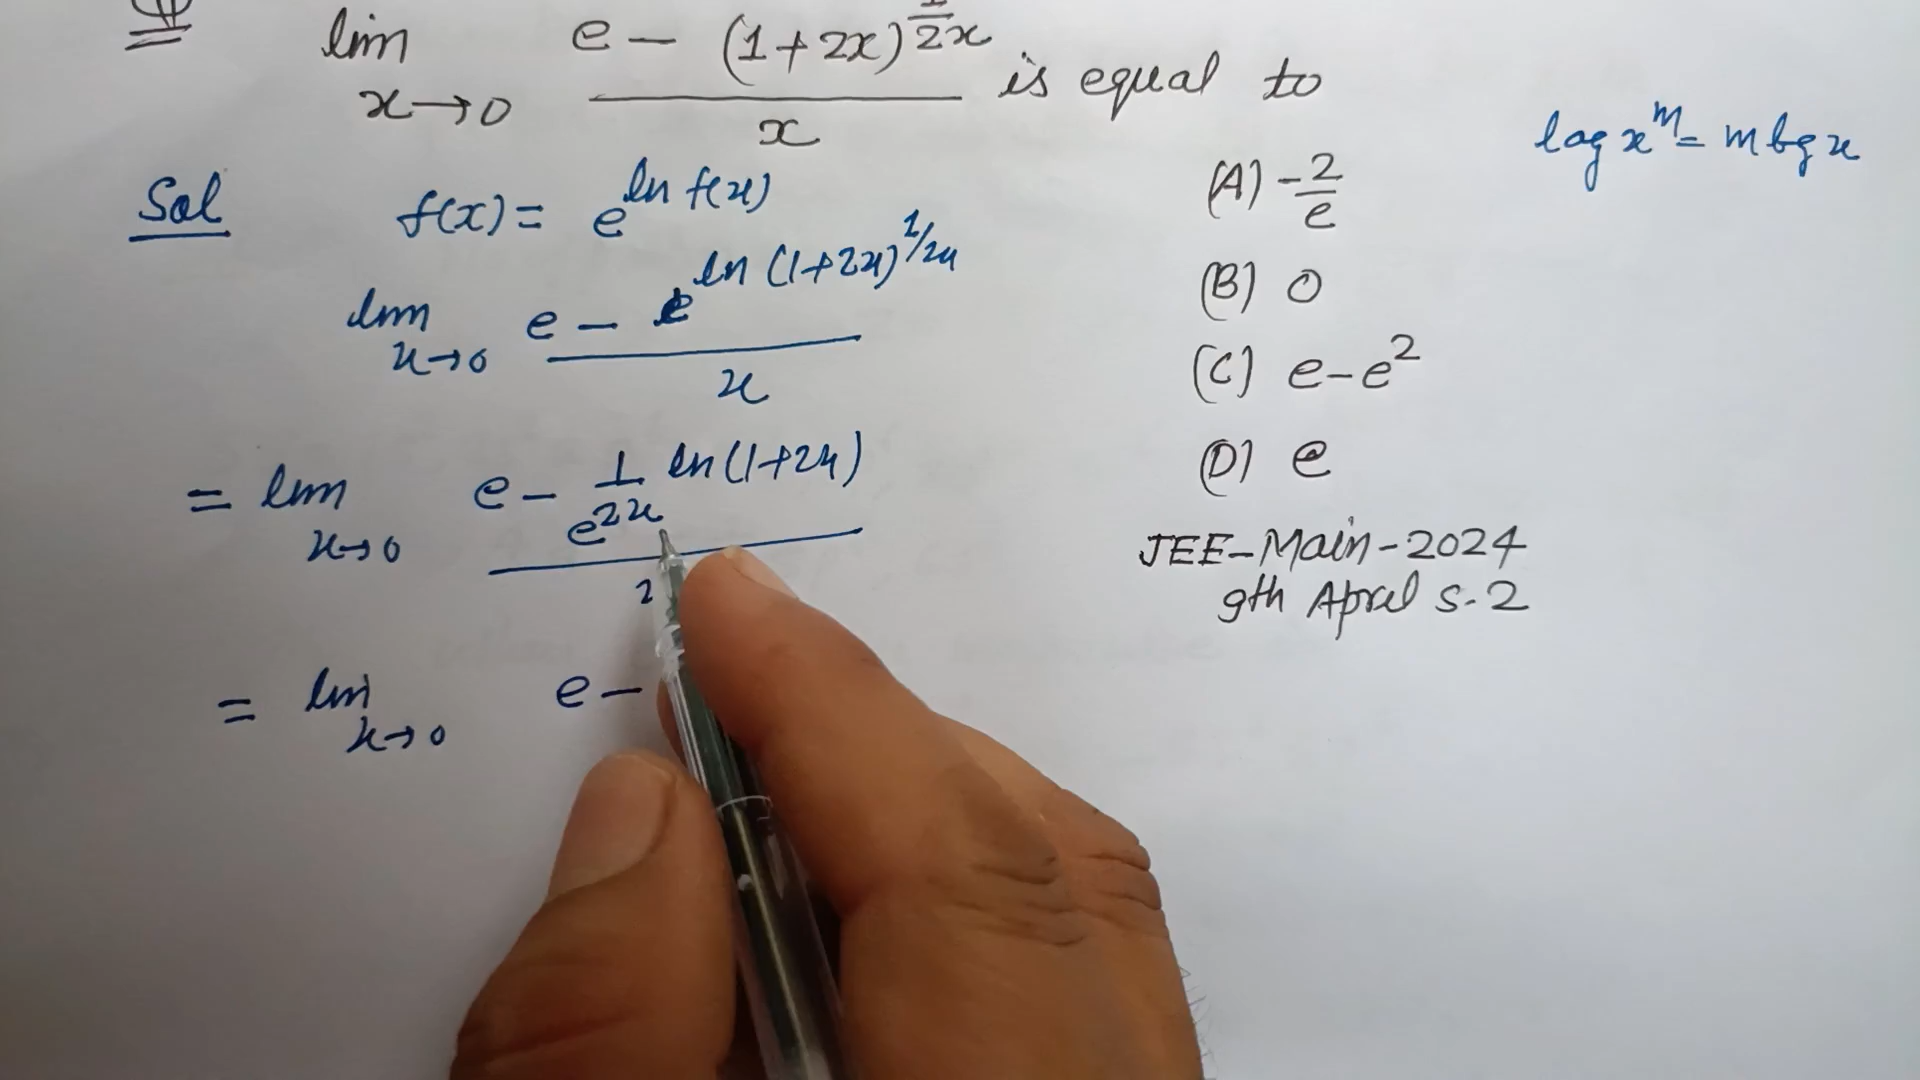 lim x→0 e − (1+2x)^(1/2x) / x is equal to
log x^m = m log x
Sol f(x) = e^(ln f(x))
lim x→0 e − e^(ln (1+2x)^(1/2x)) / x
= lim x→0 e − e^(1/2x ln(1+2x)) /
= lim x→0 e −
(A) −2/e
(B) 0
(C) e−e²
(D) e
JEE-Main-2024
9th April S-2